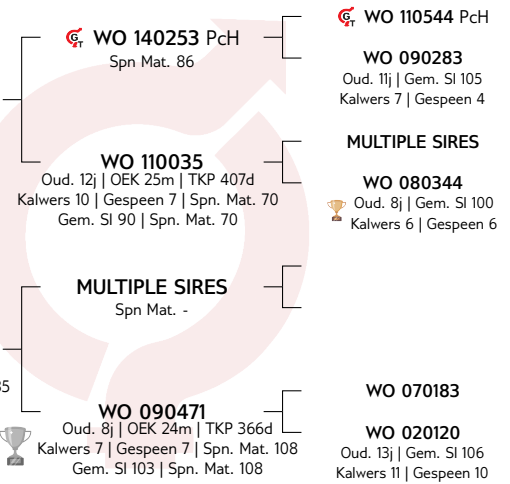 GT WO 140253 PcH
Spn Mat. 86
WO 110035
Oud. 12j | OEK 25m | TKP 407d
Kalwers 10 | Gespeen 7 | Spn. Mat. 70
Gem. SI 90 | Spn. Mat. 70
MULTIPLE SIRES
Spn Mat. -
35
WO 090471
Oud. 8j | OEK 24m | TKP 366d
Kalwers 7 | Gespeen 7 | Spn. Mat. 108
Gem. SI 103 | Spn. Mat. 108
GT WO 110544 PcH
WO 090283
Oud. 11j | Gem. SI 105
Kalwers 7 | Gespeen 4
MULTIPLE SIRES
WO 080344
Oud. 8j | Gem. SI 100
Kalwers 6 | Gespeen 6
WO 070183
WO 020120
Oud. 13j | Gem. SI 106
Kalwers 11 | Gespeen 10